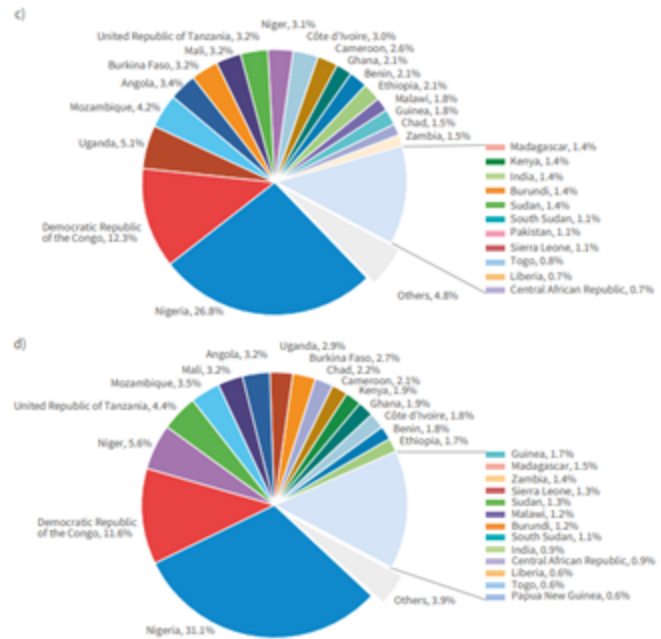 c)
Niger, 3.1%
United Republic of Tanzania, 3.2%
Côte d'Ivoire, 3.0%
Mali, 3.2%
Cameroon, 2.6%
Burkina Faso, 3.2%
Ghana, 2.1%
Angola, 3.4%
Benin, 2.1%
Ethiopia, 2.1%
Mozambique, 4.2%
Malawi, 1.8%
Guinea, 1.8%
Chad, 1.5%
Uganda, 5.1%
Zambia, 1.5%
Madagascar, 1.4%
Kenya, 1.4%
India, 1.4%
Burundi, 1.4%
Sudan, 1.4%
South Sudan, 1.1%
Pakistan, 1.1%
Sierra Leone, 1.1%
Togo, 0.8%
Liberia, 0.7%
Central African Republic, 0.7%
Democratic Republic
of the Congo, 12.3%
Others, 4.8%
Nigeria, 26.8%
d)
Uganda, 2.9%
Angola, 3.2%
Burkina Faso, 2.7%
Mali, 3.2%
Chad, 2.2%
Mozambique, 3.5%
Cameroon, 2.1%
Kenya, 1.9%
United Republic of Tanzania, 4.4%
Ghana, 1.9%
Côte d'Ivoire, 1.8%
Benin, 1.8%
Niger, 5.6%
Ethiopia, 1.7%
Guinea, 1.7%
Madagascar, 1.5%
Zambia, 1.4%
Sierra Leone, 1.3%
Sudan, 1.3%
Malawi, 1.2%
Burundi, 1.2%
South Sudan, 1.1%
India, 0.9%
Central African Republic, 0.9%
Liberia, 0.6%
Togo, 0.6%
Papua New Guinea, 0.6%
Democratic Republic
of the Congo, 11.6%
Others, 3.9%
Nigeria, 31.1%